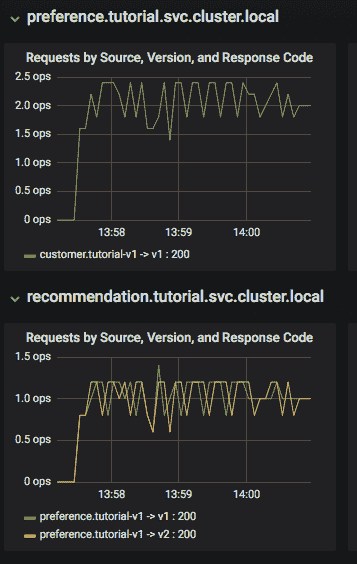 preference.tutorial.svc.cluster.local
Requests by Source, Version, and Response Code
2.5 ops
2.0 ops
1.5 ops
1.0 ops
0.5 ops
0 ops
13:58 13:59 14:00
customer.tutorial-v1 -> v1 : 200
recommendation.tutorial.svc.cluster.local
Requests by Source, Version, and Response Code
1.5 ops
1.0 ops
0.5 ops
0 ops
13:58 13:59 14:00
preference.tutorial-v1 -> v1 : 200
preference.tutorial-v1 -> v2 : 200